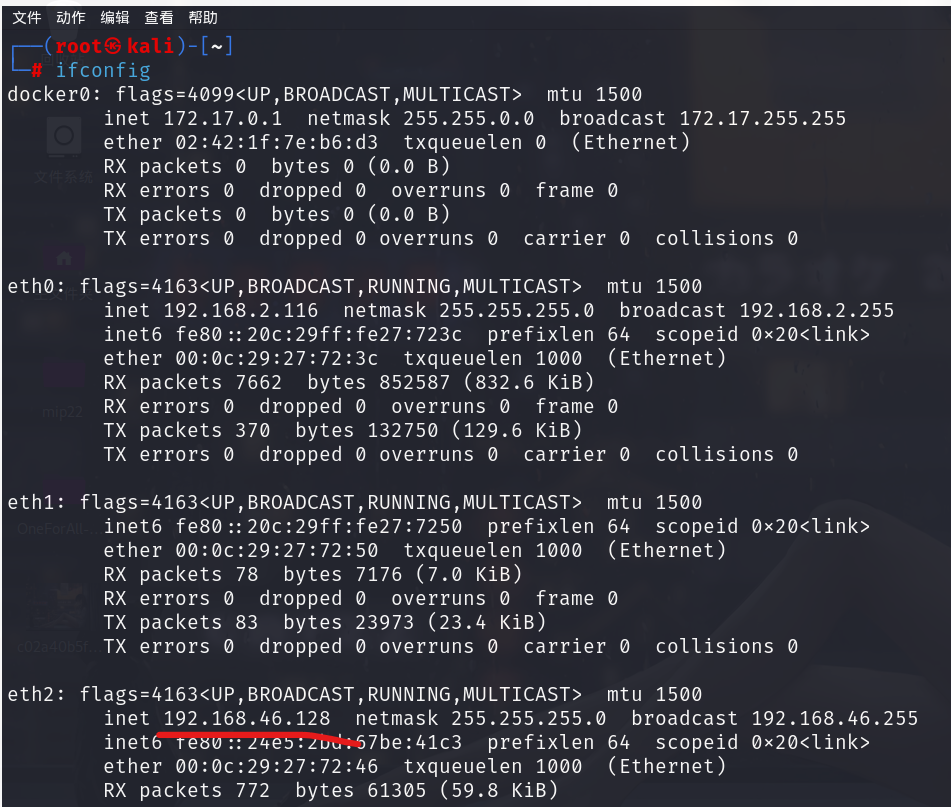 文件 动作 编辑 查看 帮助
┌──(root㉿kali)-[~]
└─# ifconfig
docker0: flags=4099<UP,BROADCAST,MULTICAST>  mtu 1500
        inet 172.17.0.1  netmask 255.255.0.0  broadcast 172.17.255.255
        ether 02:42:1f:7e:b6:d3  txqueuelen 0  (Ethernet)
        RX packets 0  bytes 0 (0.0 B)
        RX errors 0  dropped 0  overruns 0  frame 0
        TX packets 0  bytes 0 (0.0 B)
        TX errors 0  dropped 0 overruns 0  carrier 0  collisions 0

eth0: flags=4163<UP,BROADCAST,RUNNING,MULTICAST>  mtu 1500
        inet 192.168.2.116  netmask 255.255.255.0  broadcast 192.168.2.255
        inet6 fe80::20c:29ff:fe27:723c  prefixlen 64  scopeid 0×20<link>
        ether 00:0c:29:27:72:3c  txqueuelen 1000  (Ethernet)
        RX packets 7662  bytes 852587 (832.6 KiB)
        RX errors 0  dropped 0  overruns 0  frame 0
        TX packets 370  bytes 132750 (129.6 KiB)
        TX errors 0  dropped 0 overruns 0  carrier 0  collisions 0

eth1: flags=4163<UP,BROADCAST,RUNNING,MULTICAST>  mtu 1500
        inet6 fe80::20c:29ff:fe27:7250  prefixlen 64  scopeid 0×20<link>
        ether 00:0c:29:27:72:50  txqueuelen 1000  (Ethernet)
        RX packets 78  bytes 7176 (7.0 KiB)
        RX errors 0  dropped 0  overruns 0  frame 0
        TX packets 83  bytes 23973 (23.4 KiB)
        TX errors 0  dropped 0 overruns 0  carrier 0  collisions 0

eth2: flags=4163<UP,BROADCAST,RUNNING,MULTICAST>  mtu 1500
        inet 192.168.46.128  netmask 255.255.255.0  broadcast 192.168.46.255
        inet6 fe80::24e5:2bd:67be:41c3  prefixlen 64  scopeid 0×20<link>
        ether 00:0c:29:27:72:46  txqueuelen 1000  (Ethernet)
        RX packets 772  bytes 61305 (59.8 KiB)
文件系统
mip22
OneForAll-...